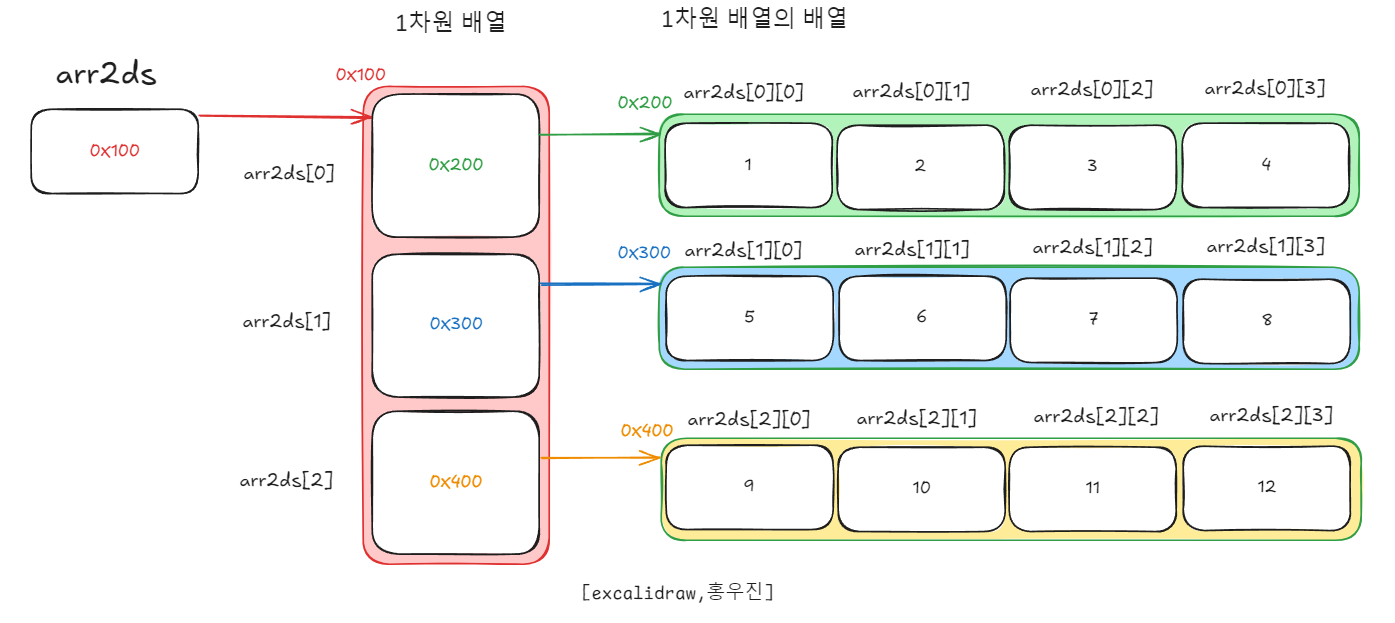 1차원 배열
1차원 배열의 배열
arr2ds
0x100
0x100
arr2ds[0]
0x200
0x200
arr2ds[0][0]
arr2ds[0][1]
arr2ds[0][2]
arr2ds[0][3]
1
2
3
4
arr2ds[1]
0x300
0x300
arr2ds[1][0]
arr2ds[1][1]
arr2ds[1][2]
arr2ds[1][3]
5
6
7
8
arr2ds[2]
0x400
0x400
arr2ds[2][0]
arr2ds[2][1]
arr2ds[2][2]
arr2ds[2][3]
9
10
11
12
[excalidraw,홍우진]